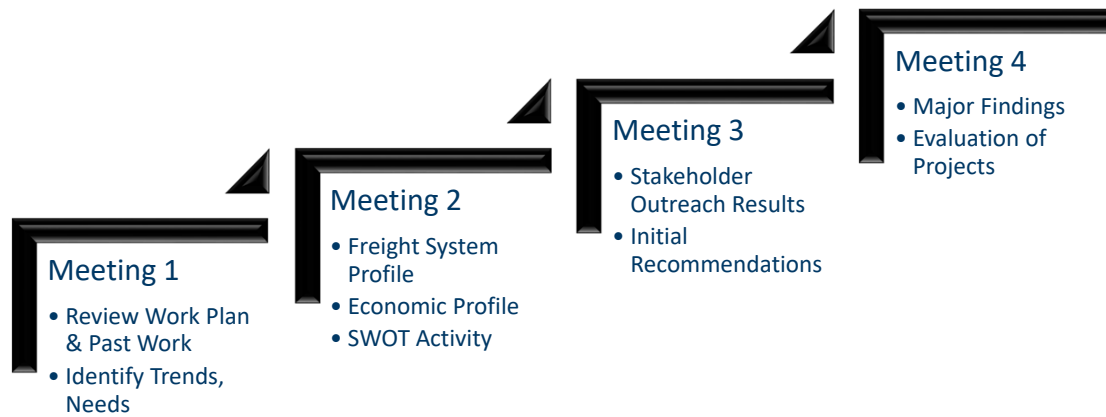 Meeting 1
• Review Work Plan
& Past Work
• Identify Trends,
Needs
Meeting 2
• Freight System
Profile
• Economic Profile
• SWOT Activity
Meeting 3
• Stakeholder
Outreach Results
• Initial
Recommendations
Meeting 4
• Major Findings
• Evaluation of
Projects